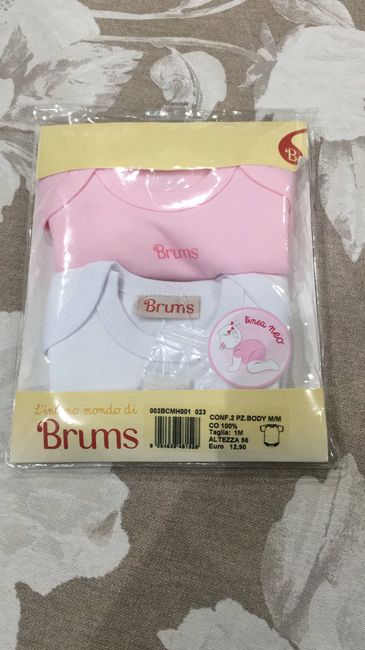 Brums
Brums
linea neo
L'intimo mondo di
Brums
003BCMH001 023
CONF.2 PZ.BODY M/M
CO 100%
Taglia: 1M
ALTEZZA 56
Euro 12,90